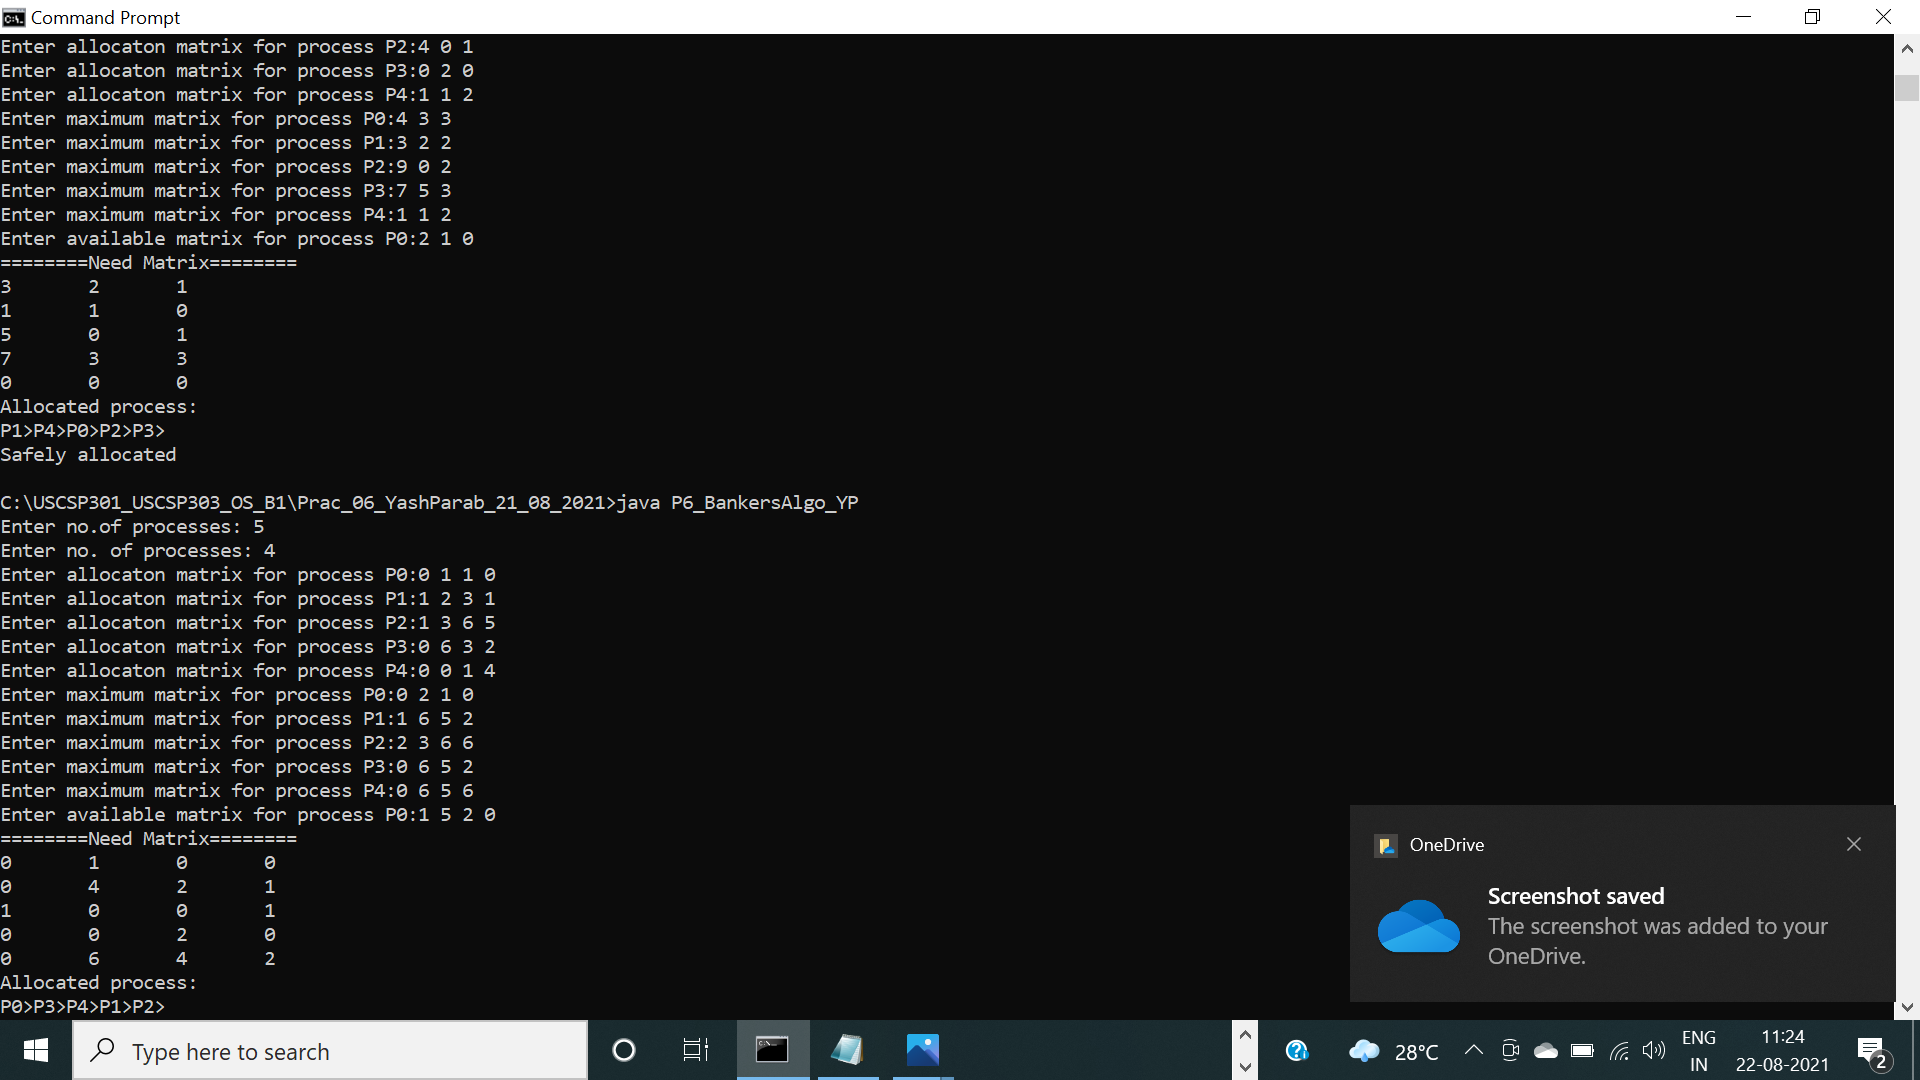 Command Prompt
Enter allocaton matrix for process P2:4 0 1
Enter allocaton matrix for process P3:0 2 0
Enter allocaton matrix for process P4:1 1 2
Enter maximum matrix for process P0:4 3 3
Enter maximum matrix for process P1:3 2 2
Enter maximum matrix for process P2:9 0 2
Enter maximum matrix for process P3:7 5 3
Enter maximum matrix for process P4:1 1 2
Enter available matrix for process P0:2 1 0
========Need Matrix========
3 2 1
1 1 0
5 0 1
7 3 3
0 0 0
Allocated process:
P1>P4>P0>P2>P3>
Safely allocated
C:\USCSP301_USCSP303_OS_B1\Prac_06_YashParab_21_08_2021>java P6_BankersAlgo_YP
Enter no.of processes: 5
Enter no. of processes: 4
Enter allocaton matrix for process P0:0 1 1 0
Enter allocaton matrix for process P1:1 2 3 1
Enter allocaton matrix for process P2:1 3 6 5
Enter allocaton matrix for process P3:0 6 3 2
Enter allocaton matrix for process P4:0 0 1 4
Enter maximum matrix for process P0:0 2 1 0
Enter maximum matrix for process P1:1 6 5 2
Enter maximum matrix for process P2:2 3 6 6
Enter maximum matrix for process P3:0 6 5 2
Enter maximum matrix for process P4:0 6 5 6
Enter available matrix for process P0:1 5 2 0
========Need Matrix========
0 1 0 0
0 4 2 1
1 0 0 1
0 0 2 0
0 6 4 2
Allocated process:
P0>P3>P4>P1>P2>
OneDrive
Screenshot saved
The screenshot was added to your
OneDrive.
Type here to search
28°C
ENG
IN
11:24
22-08-2021
2